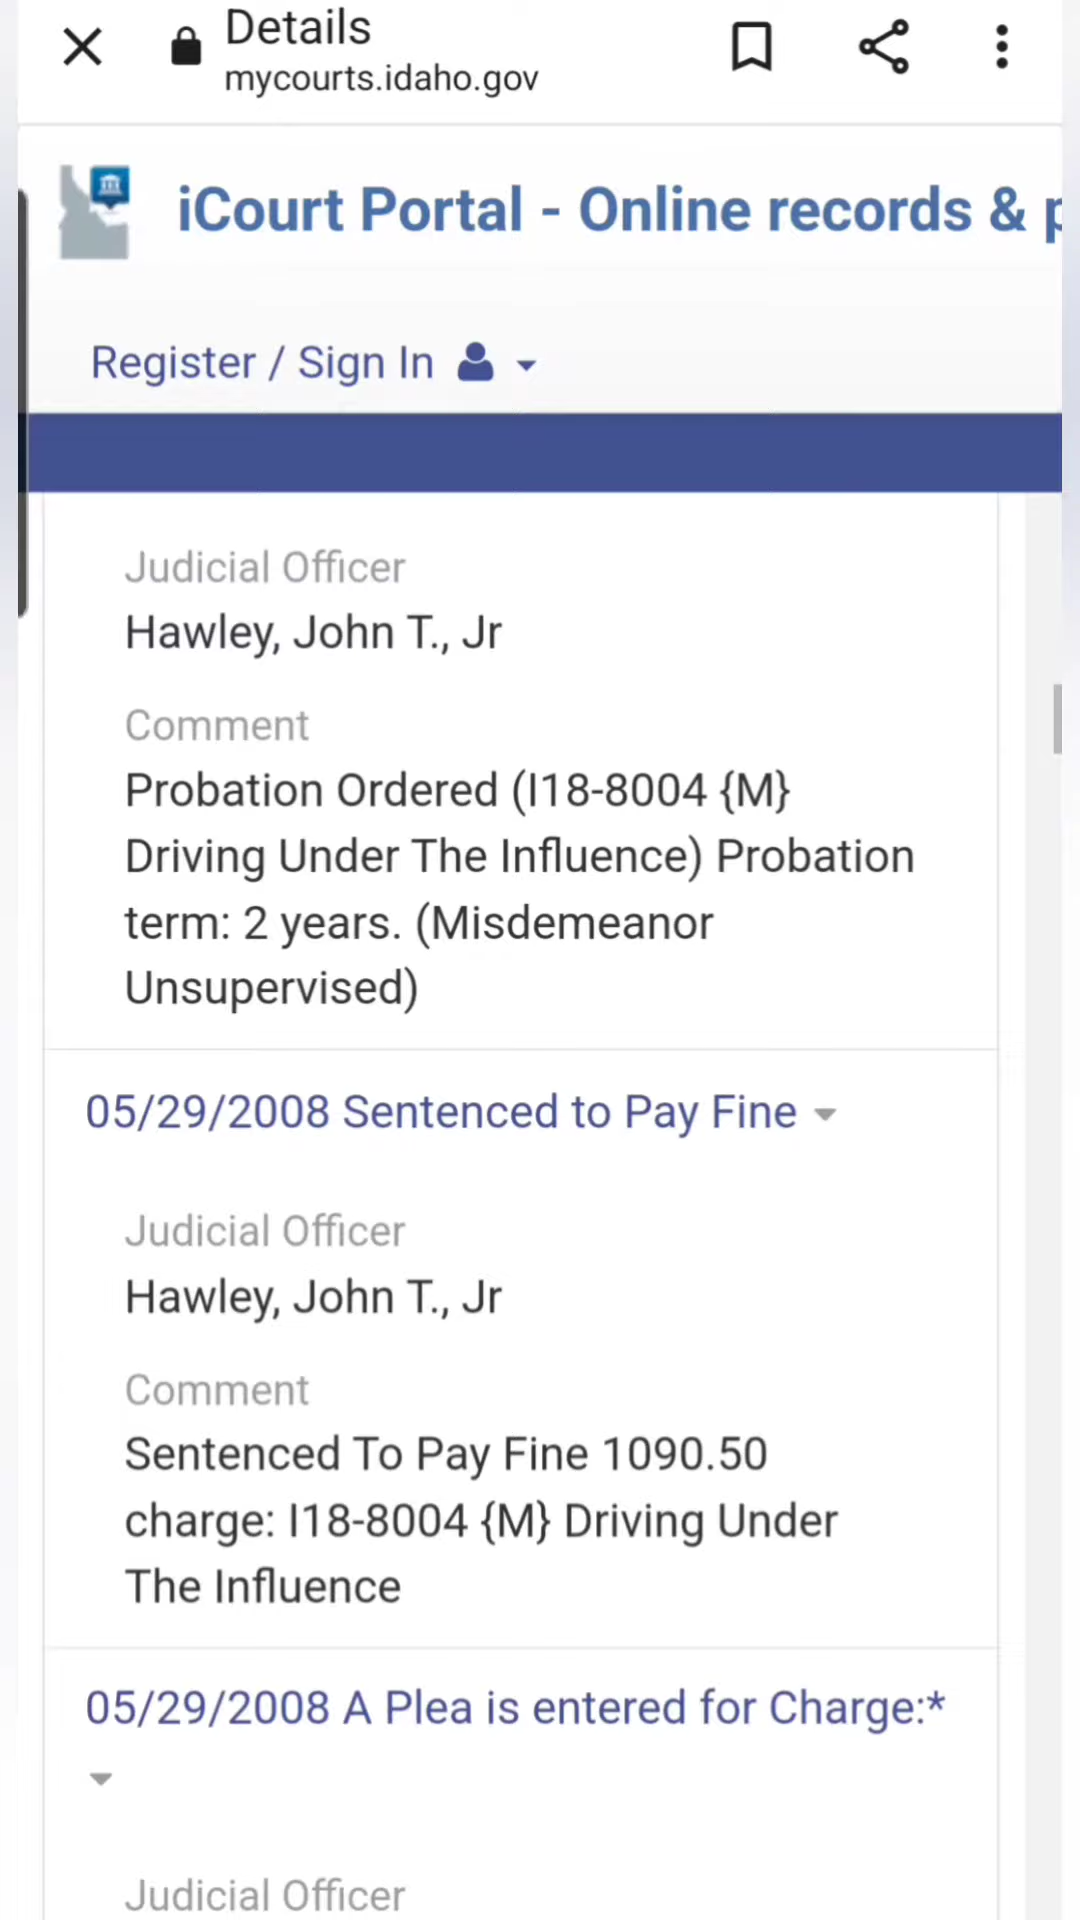 Details
mycourts.idaho.gov
iCourt Portal - Online records &
Register / Sign In
Judicial Officer
Hawley, John T., Jr
Comment
Probation Ordered (I18-8004 {M}
Driving Under The Influence) Probation
term: 2 years. (Misdemeanor
Unsupervised)
05/29/2008 Sentenced to Pay Fine
Judicial Officer
Hawley, John T., Jr
Comment
Sentenced To Pay Fine 1090.50
charge: I18-8004 {M} Driving Under
The Influence
05/29/2008 A Plea is entered for Charge:*
Judicial Officer